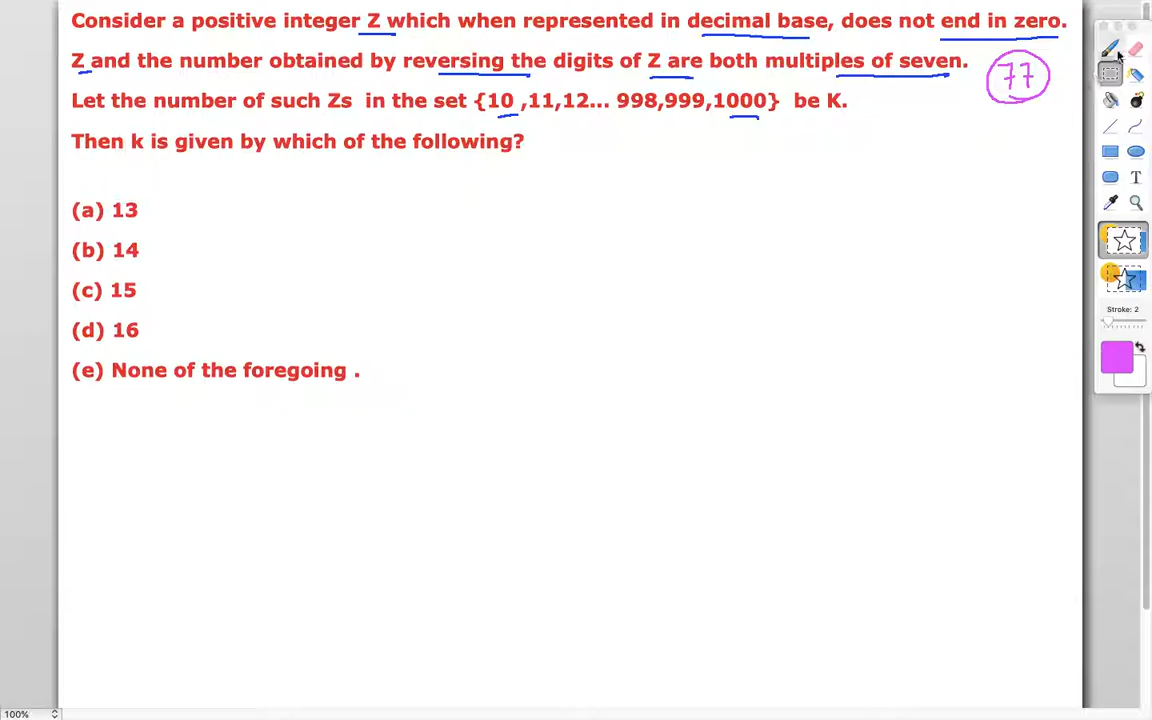 Consider a positive integer Z which when represented in decimal base, does not end in zero.
Z and the number obtained by reversing the digits of Z are both multiples of seven.
77
Let the number of such Zs in the set {10 ,11,12... 998,999,1000} be K.
Then k is given by which of the following?
(a) 13
(b) 14
(c) 15
(d) 16
(e) None of the foregoing .
T
Stroke: 2
100%